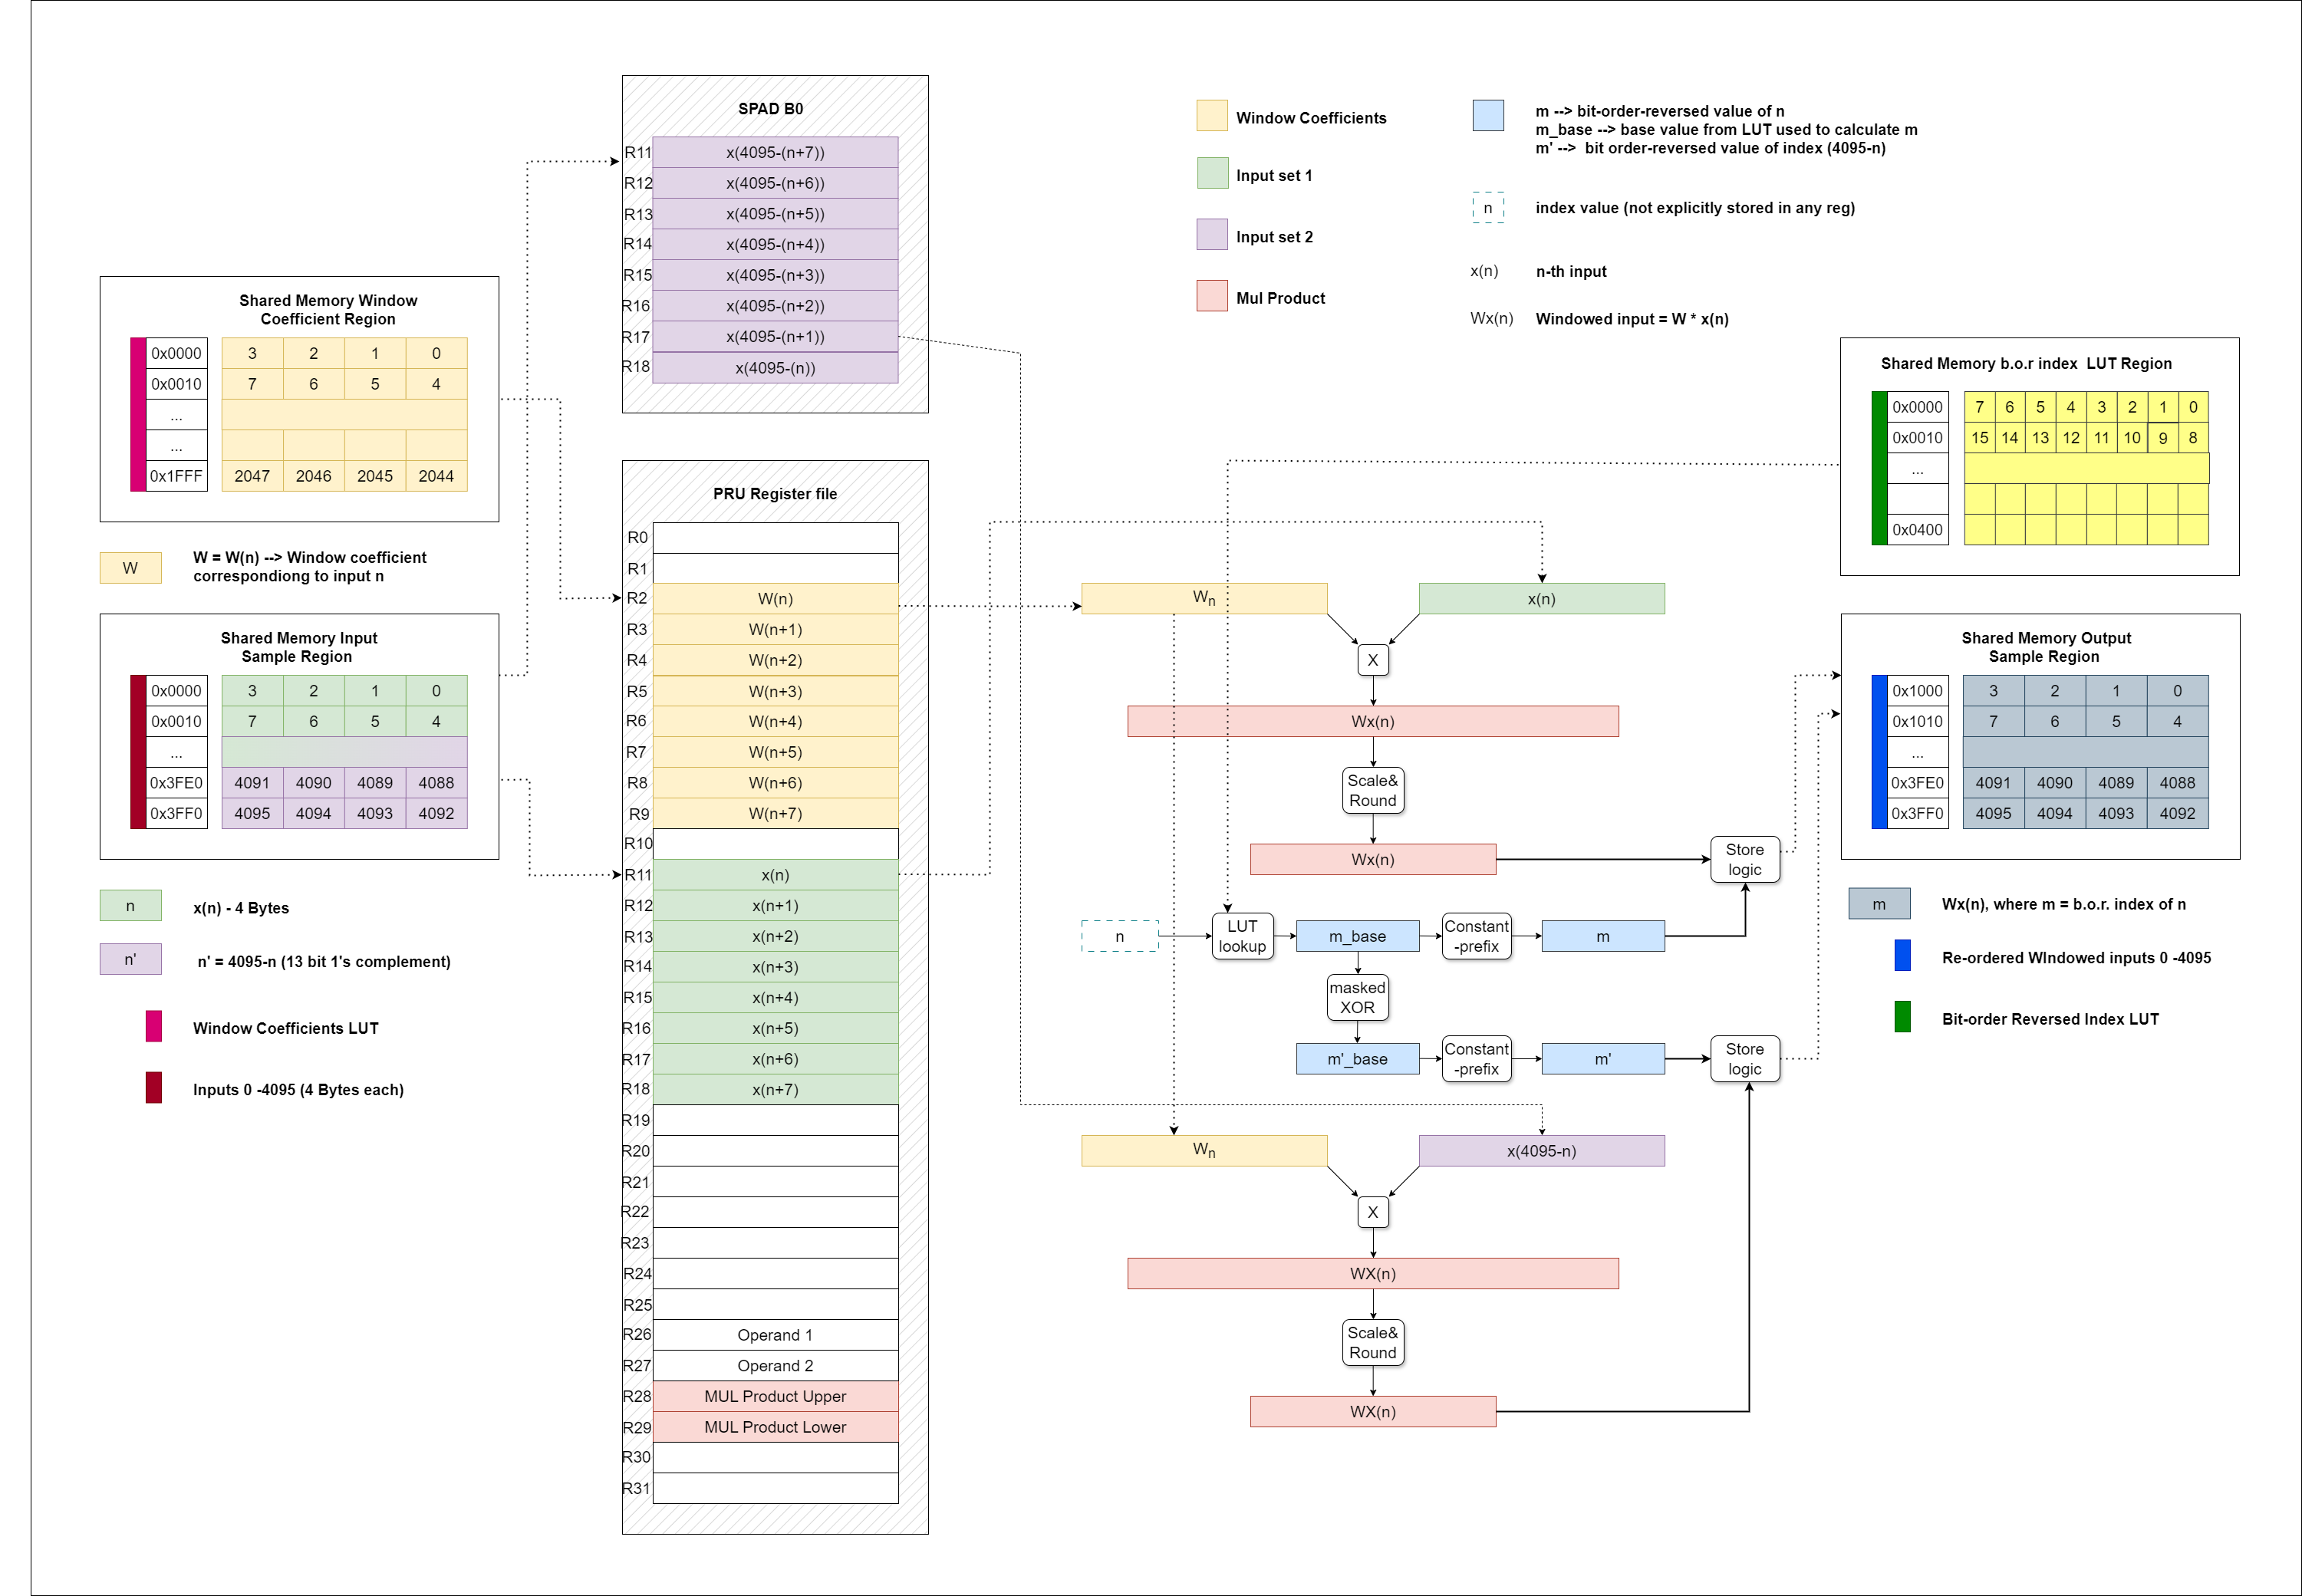 SPAD B0
R11 x(4095-(n+7))
R12 x(4095-(n+6))
R13 x(4095-(n+5))
R14 x(4095-(n+4))
R15 x(4095-(n+3))
R16 x(4095-(n+2))
R17 x(4095-(n+1))
R18 x(4095-(n))
Window Coefficients
Input set 1
Input set 2
Mul Product
m --> bit-order-reversed value of n
m_base --> base value from LUT used to calculate m
m' --> bit order-reversed value of index (4095-n)
n index value (not explicitly stored in any reg)
x(n) n-th input
Wx(n) Windowed input = W * x(n)
Shared Memory Window
Coefficient Region
0x0000 3 2 1 0
0x0010 7 6 5 4
...
...
0x1FFF 2047 2046 2045 2044
W
W = W(n) --> Window coefficient
correspondiong to input n
Shared Memory Input
Sample Region
0x0000 3 2 1 0
0x0010 7 6 5 4
...
0x3FE0 4091 4090 4089 4088
0x3FF0 4095 4094 4093 4092
n x(n) - 4 Bytes
n' n' = 4095-n (13 bit 1's complement)
Window Coefficients LUT
Inputs 0 -4095 (4 Bytes each)
PRU Register file
R0
R1
R2 W(n)
R3 W(n+1)
R4 W(n+2)
R5 W(n+3)
R6 W(n+4)
R7 W(n+5)
R8 W(n+6)
R9 W(n+7)
R10
R11 x(n)
R12 x(n+1)
R13 x(n+2)
R14 x(n+3)
R15 x(n+4)
R16 x(n+5)
R17 x(n+6)
R18 x(n+7)
R19
R20
R21
R22
R23
R24
R25
R26 Operand 1
R27 Operand 2
R28 MUL Product Upper
R29 MUL Product Lower
R30
R31
Wn x(n)
X
Wx(n)
Scale&
Round
Wx(n)
Store
logic
n
LUT
lookup
m_base
Constant
-prefix
m
masked
XOR
m'_base
Constant
-prefix
m'
Store
logic
Wn x(4095-n)
X
WX(n)
Scale&
Round
WX(n)
Shared Memory b.o.r index LUT Region
0x0000 7 6 5 4 3 2 1 0
0x0010 15 14 13 12 11 10 9 8
...
0x0400
Shared Memory Output
Sample Region
0x1000 3 2 1 0
0x1010 7 6 5 4
...
0x3FE0 4091 4090 4089 4088
0x3FF0 4095 4094 4093 4092
m Wx(n), where m = b.o.r. index of n
Re-ordered WIndowed inputs 0 -4095
Bit-order Reversed Index LUT